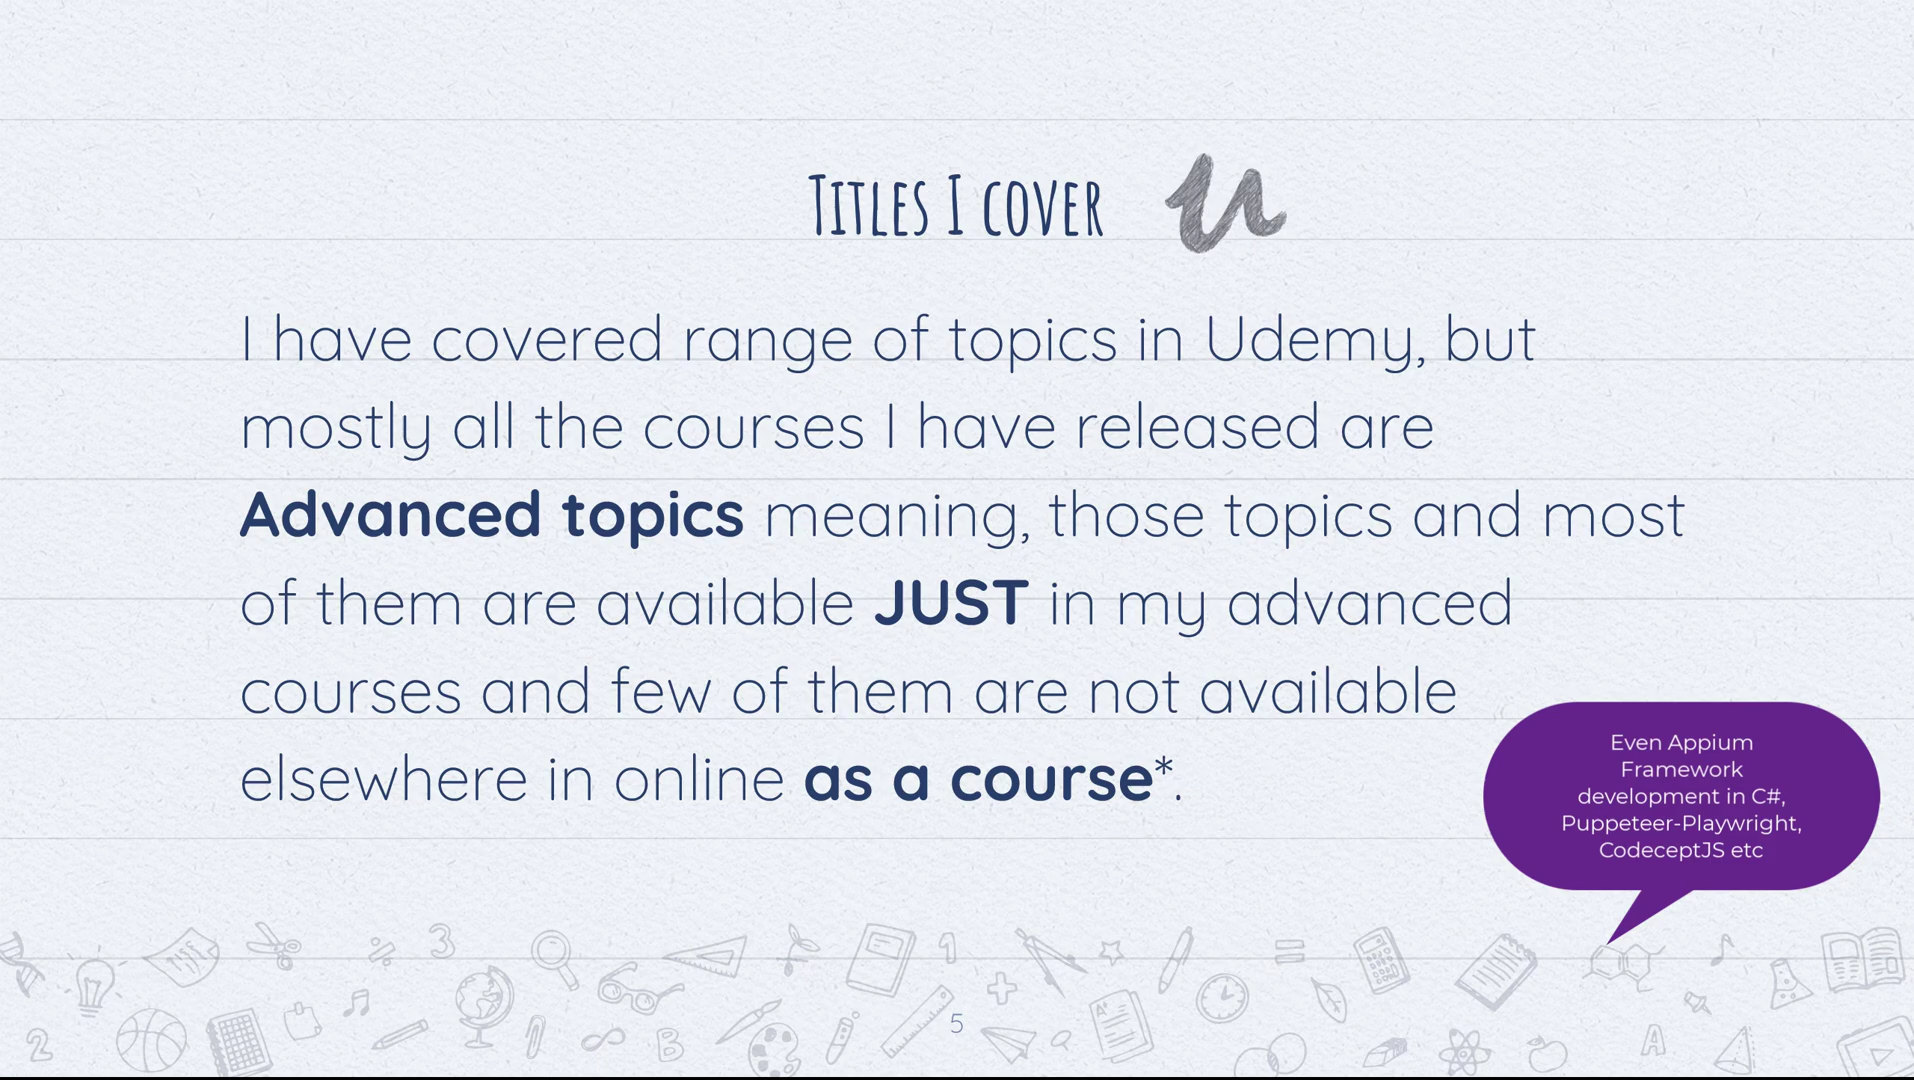 Titles I cover
I have covered range of topics in Udemy, but
mostly all the courses I have released are
Advanced topics meaning, those topics and most
of them are available JUST in my advanced
courses and few of them are not available
elsewhere in online as a course*.
Even Appium
Framework
development in C#,
Puppeteer-Playwright,
CodeceptJS etc
5